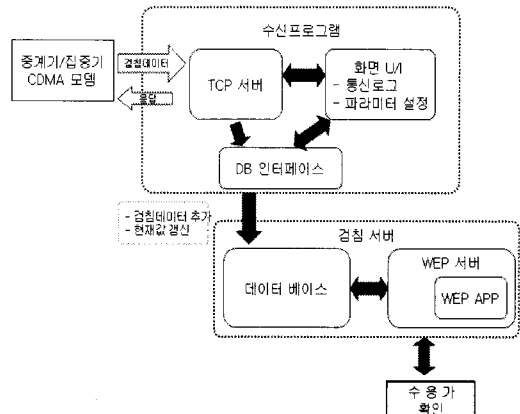 수신프로그램
중계기/집중기
CDMA 모뎀
검침데이터
응답
TCP 서버
화면 U/I
- 통신로그
- 파라미터 설정
DB 인터페이스
- 검침데이터 추가
- 현재값 갱신
검침 서버
데이터 베이스
WEP 서버
WEP APP
수 용 가
확인